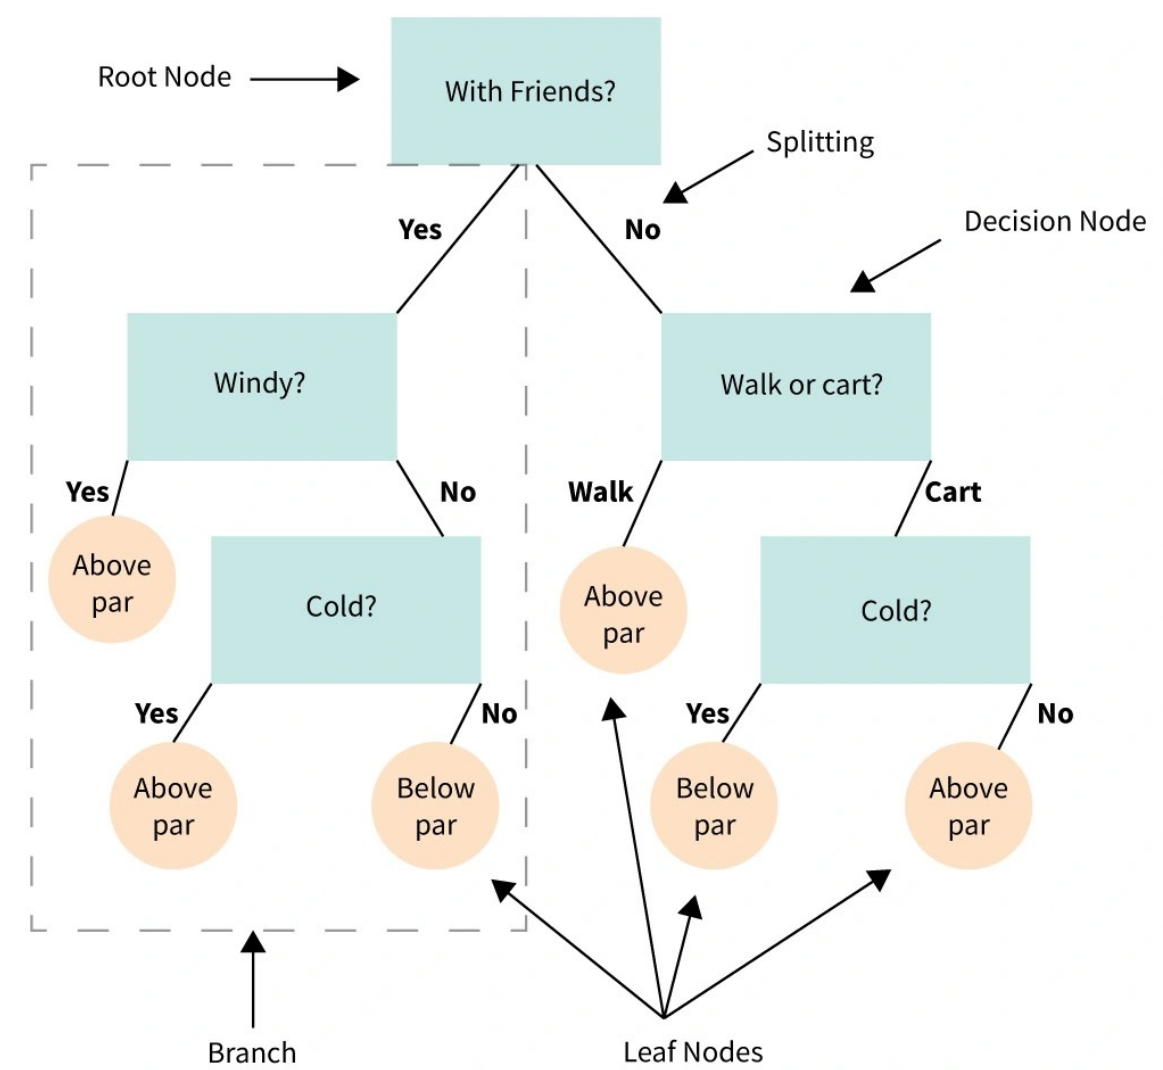 Root Node
With Friends?
Splitting
Yes
No
Decision Node
Windy?
Walk or cart?
Yes
No
Walk
Cart
Above
par
Cold?
Above
par
Cold?
Yes
No
Yes
No
Above
par
Below
par
Below
par
Above
par
Branch
Leaf Nodes